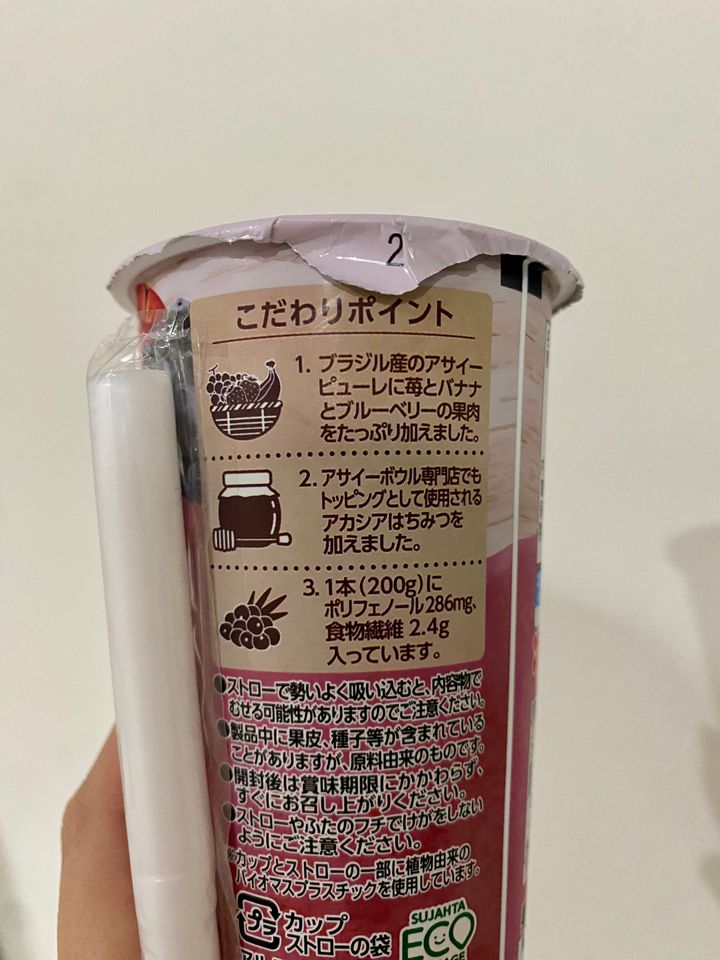 2
こだわりポイント
1. ブラジル産のアサイー
ピューレに苺とバナナ
とブルーベリーの果肉
をたっぷり加えました。
2. アサイーボウル専門店でも
トッピングとして使用される
アカシアはちみつを
加えました。
3. 1本(200g)に
ポリフェノール286mg、
食物繊維 2.4g
入っています。
●ストローで勢いよく吸い込むと、内容物で
むせる可能性がありますのでご注意ください。
●製品中に果皮、種子等が含まれている
ことがありますが、原料由来のものです。
●開封後は賞味期限にかかわらず、
すぐにお召し上がりください。
●ストローやふたのフチでけがをしない
ようにご注意ください。
※カップとストローの一部に植物由来の
バイオマスプラスチックを使用しています。
プラ カップ
ストローの袋
SUJAHTA
ECO